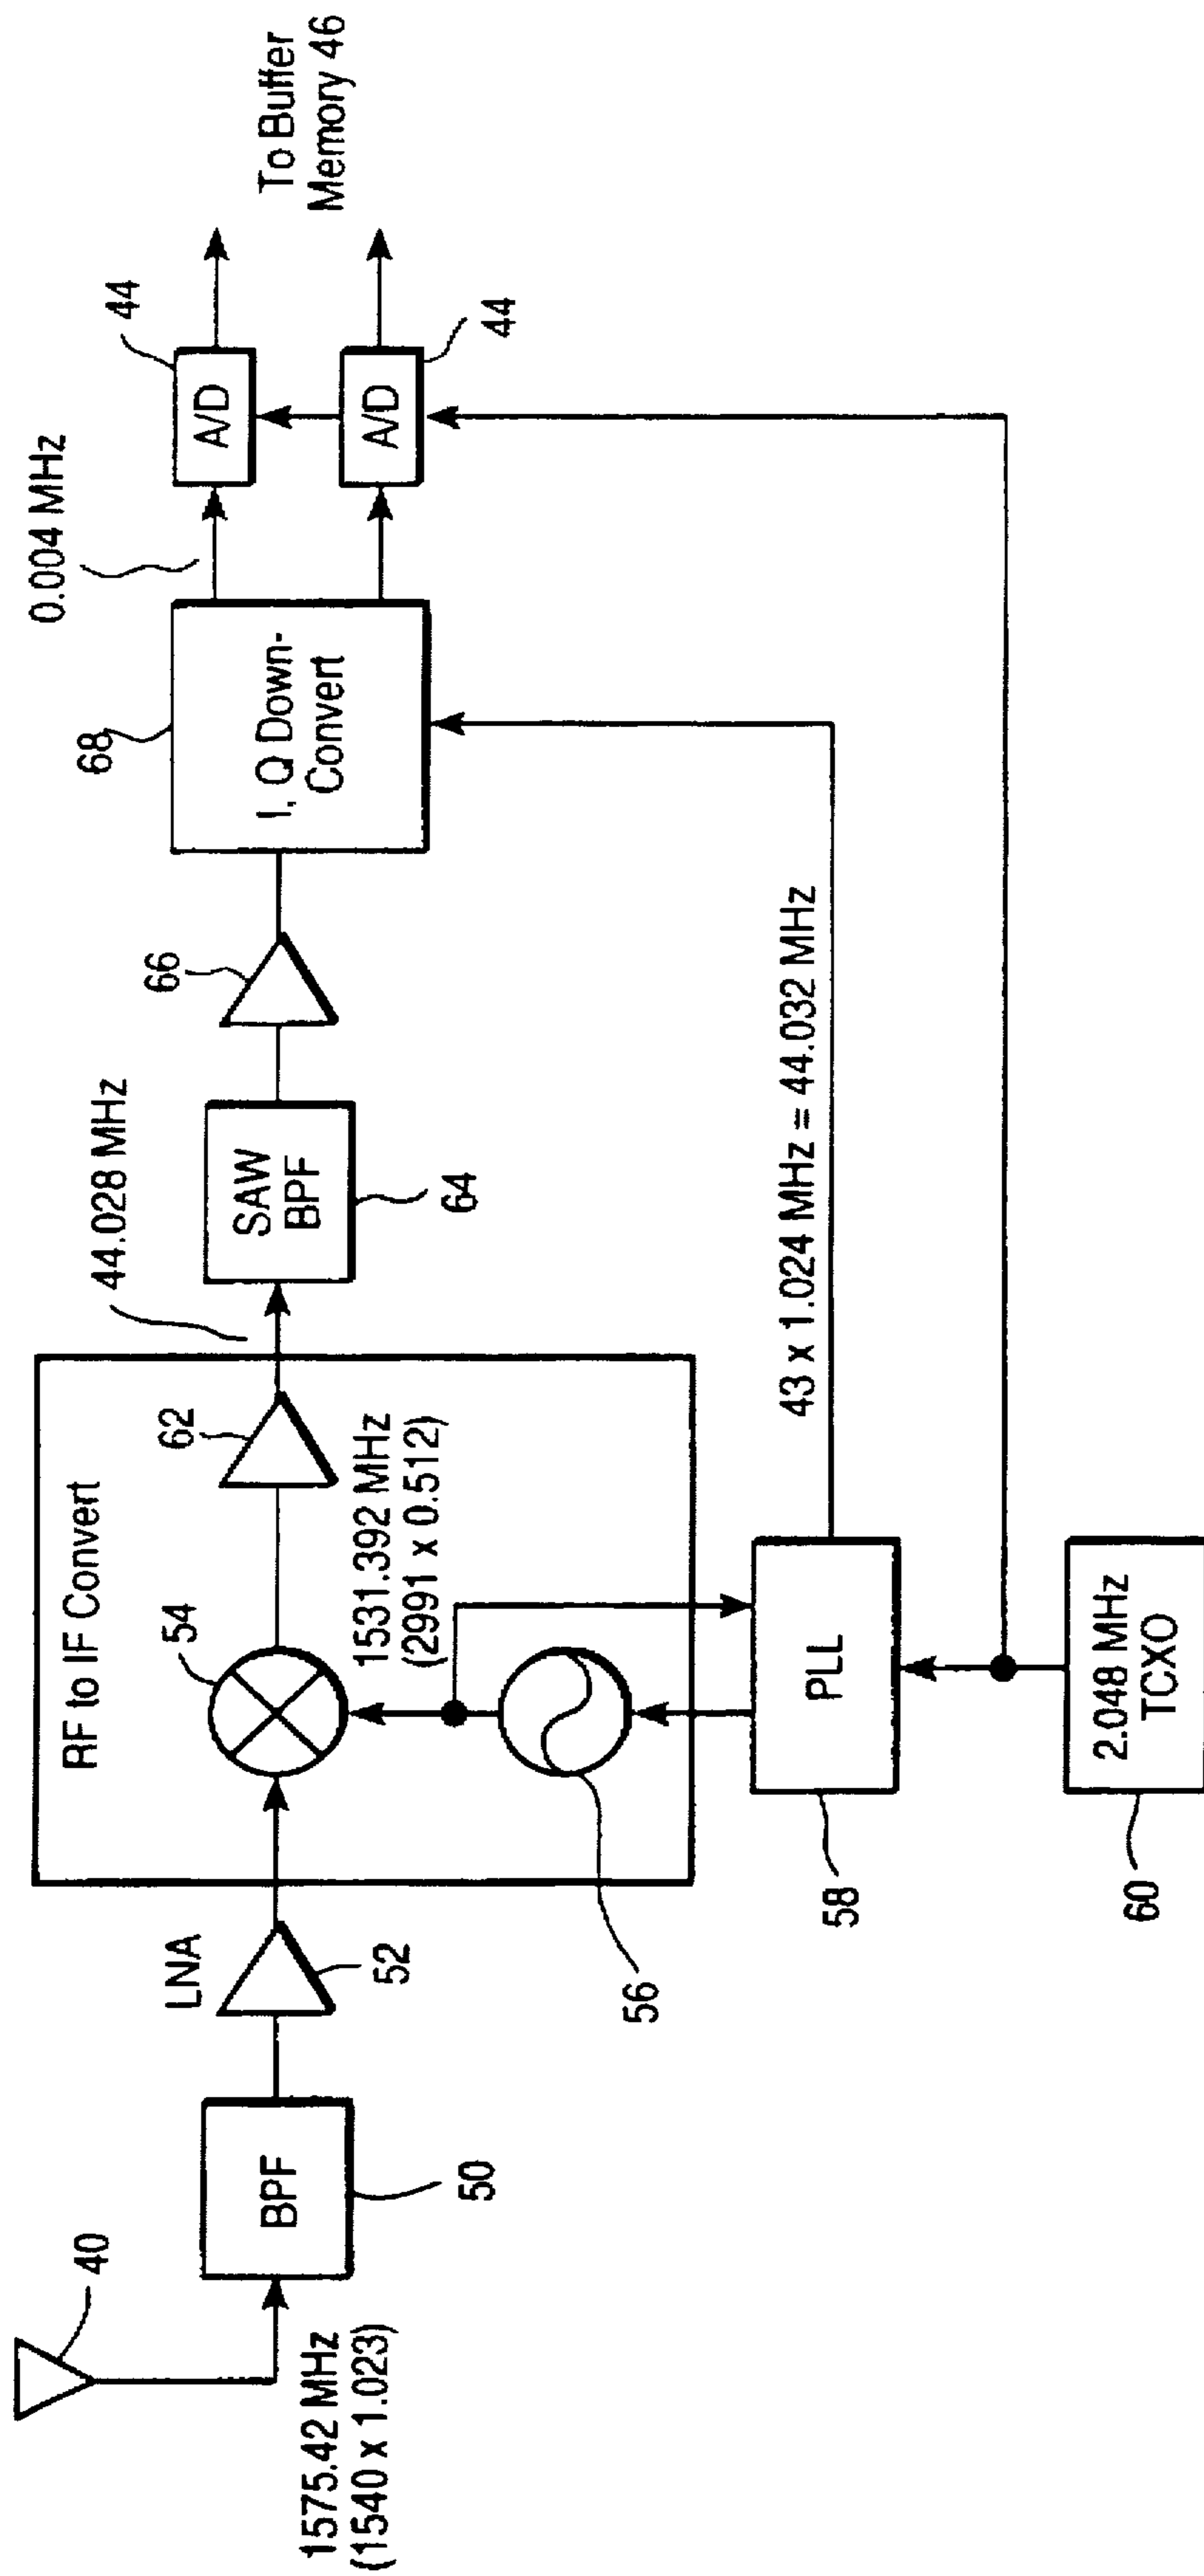 40
1575.42 MHz
(1540 x 1.023)
BPF
50
LNA
52
RF to IF Convert
54
62
1531.392 MHz
(2991 x 0.512)
56
44.028 MHz
SAW
BPF
64
66
68
I, Q Down-
Convert
0.004 MHz
44
A/D
A/D
44
To Buffer
Memory 46
43 x 1.024 MHz = 44.032 MHz
PLL
58
2.048 MHz
TCXO
60